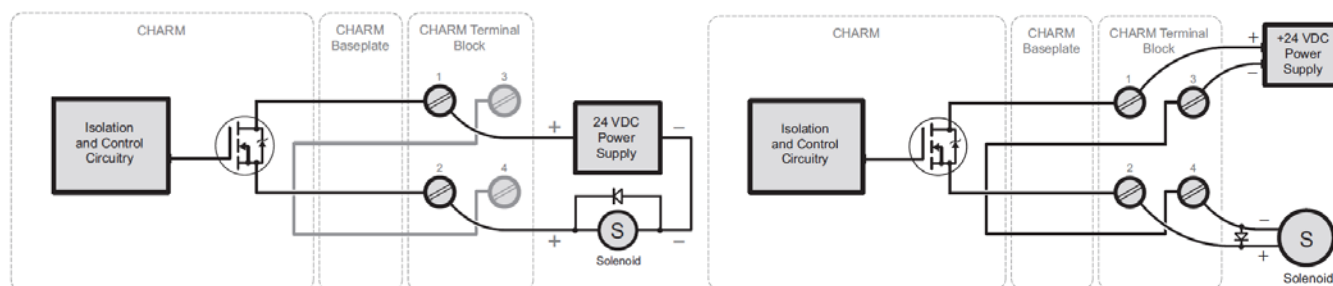 CHARM
CHARM
Baseplate
CHARM Terminal
Block
Isolation
and Control
Circuitry
1
3
2
4
+
24 VDC
Power
Supply
−
+
S
−
Solenoid
CHARM
CHARM
Baseplate
CHARM Terminal
Block
Isolation
and Control
Circuitry
1
3
2
4
+
−
+24 VDC
Power
Supply
−
+
S
Solenoid